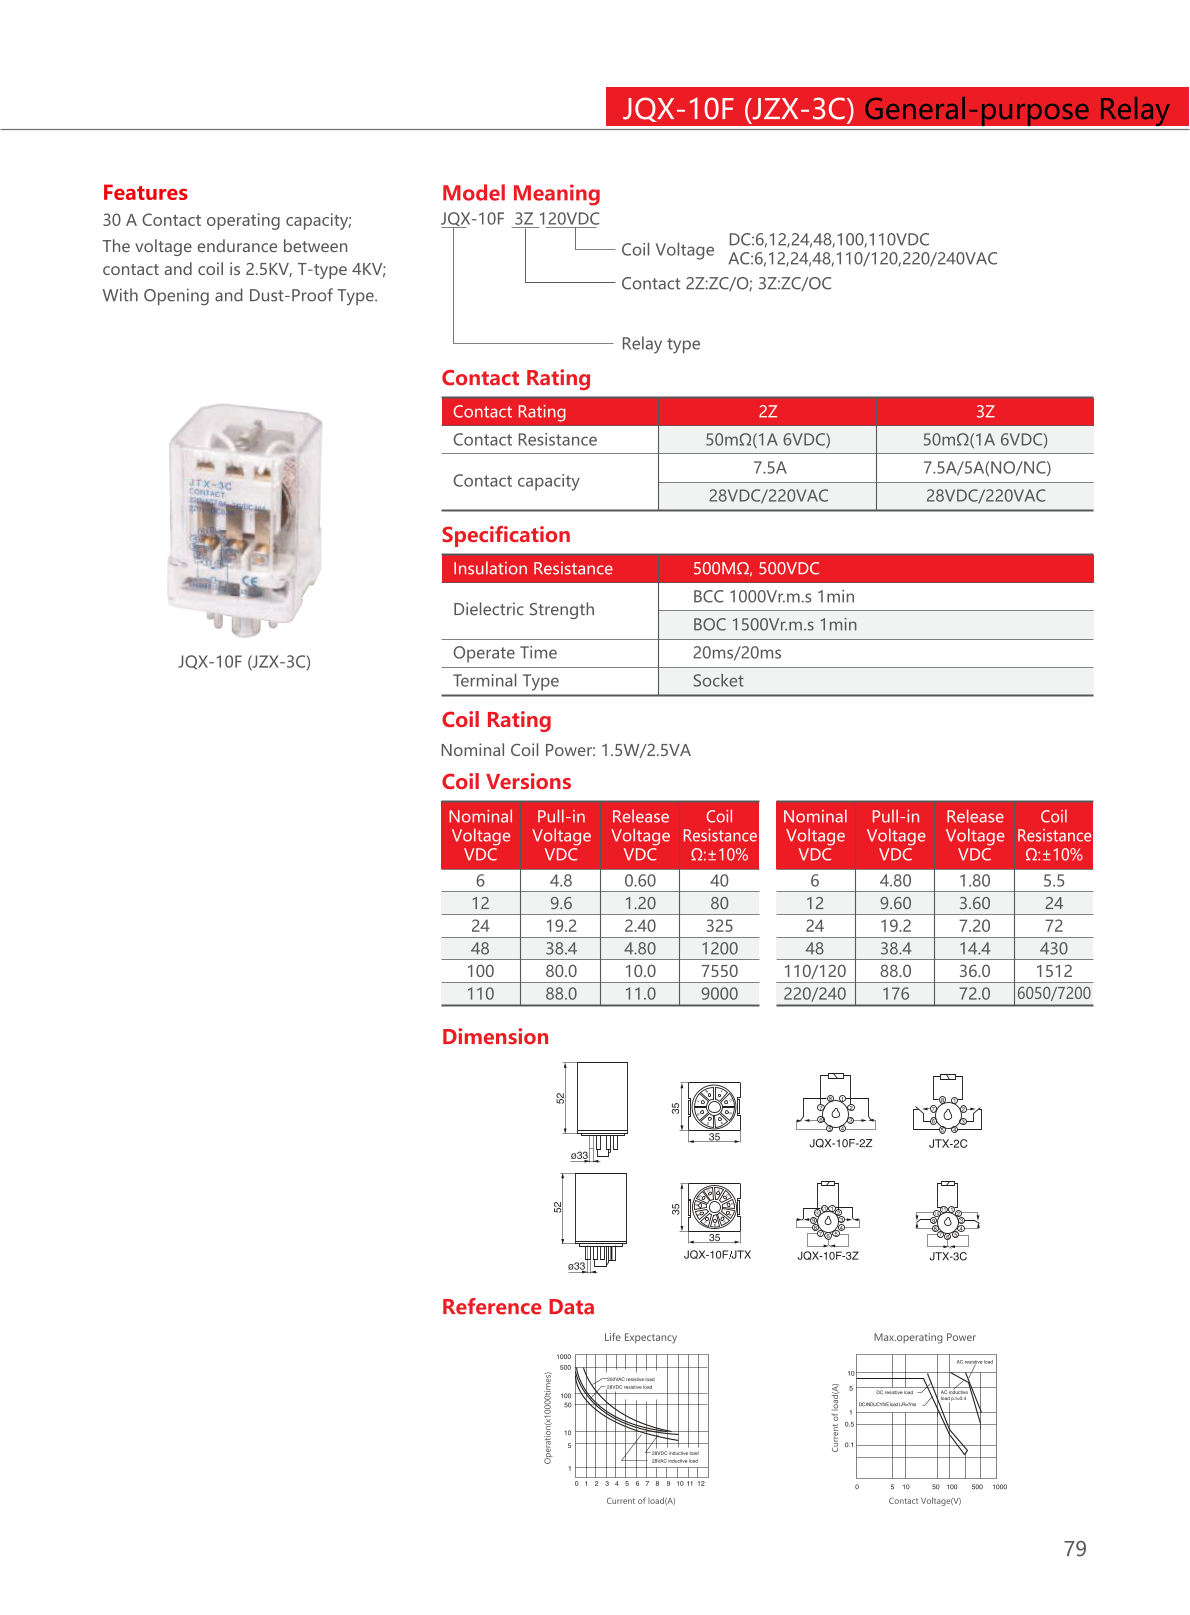 JQX-10F (JZX-3C) General-purpose Relay
Features
30 A Contact operating capacity;
The voltage endurance between
contact and coil is 2.5KV, T-type 4KV;
With Opening and Dust-Proof Type.
JTX-3C
CONTACT
CE
JQX-10F (JZX-3C)
Model Meaning
JQX-10F 3Z 120VDC
Coil Voltage
DC:6,12,24,48,100,110VDC
AC:6,12,24,48,110/120,220/240VAC
Contact 2Z:ZC/O; 3Z:ZC/OC
Relay type
Contact Rating
Contact Rating 2Z 3Z
Contact Resistance 50mΩ(1A 6VDC) 50mΩ(1A 6VDC)
Contact capacity 7.5A 7.5A/5A(NO/NC)
28VDC/220VAC 28VDC/220VAC
Specification
Insulation Resistance 500MΩ, 500VDC
Dielectric Strength BCC 1000Vr.m.s 1min
BOC 1500Vr.m.s 1min
Operate Time 20ms/20ms
Terminal Type Socket
Coil Rating
Nominal Coil Power: 1.5W/2.5VA
Coil Versions
Nominal Pull-in Release Coil Nominal Pull-in Release Coil
Voltage Voltage Voltage Resistance Voltage Voltage Voltage Resistance
VDC VDC VDC Ω:±10% VDC VDC VDC Ω:±10%
6 4.8 0.60 40 6 4.80 1.80 5.5
12 9.6 1.20 80 12 9.60 3.60 24
24 19.2 2.40 325 24 19.2 7.20 72
48 38.4 4.80 1200 48 38.4 14.4 430
100 80.0 10.0 7550 110/120 88.0 36.0 1512
110 88.0 11.0 9000 220/240 176 72.0 6050/7200
Dimension
52
ø33
35
35
JQX-10F-2Z
JTX-2C
52
ø33
35
35
JQX-10F/JTX
JQX-10F-3Z
JTX-3C
Reference Data
Life Expectancy
Operation(x10000times)
1000
500
100
50
10
5
1
250VAC resistive load
28VDC resistive load
28VDC inductive load
28VAC inductive load
0 1 2 3 4 5 6 7 8 9 10 11 12
Current of load(A)
Max.operating Power
Current of load(A)
10
5
1
0.5
0.1
AC resistive load
DC resistive load
AC inductive
DC INDUCYIVE load L/R=7ms
0 5 10 50 100 500 1000
Contact Voltage(V)
79